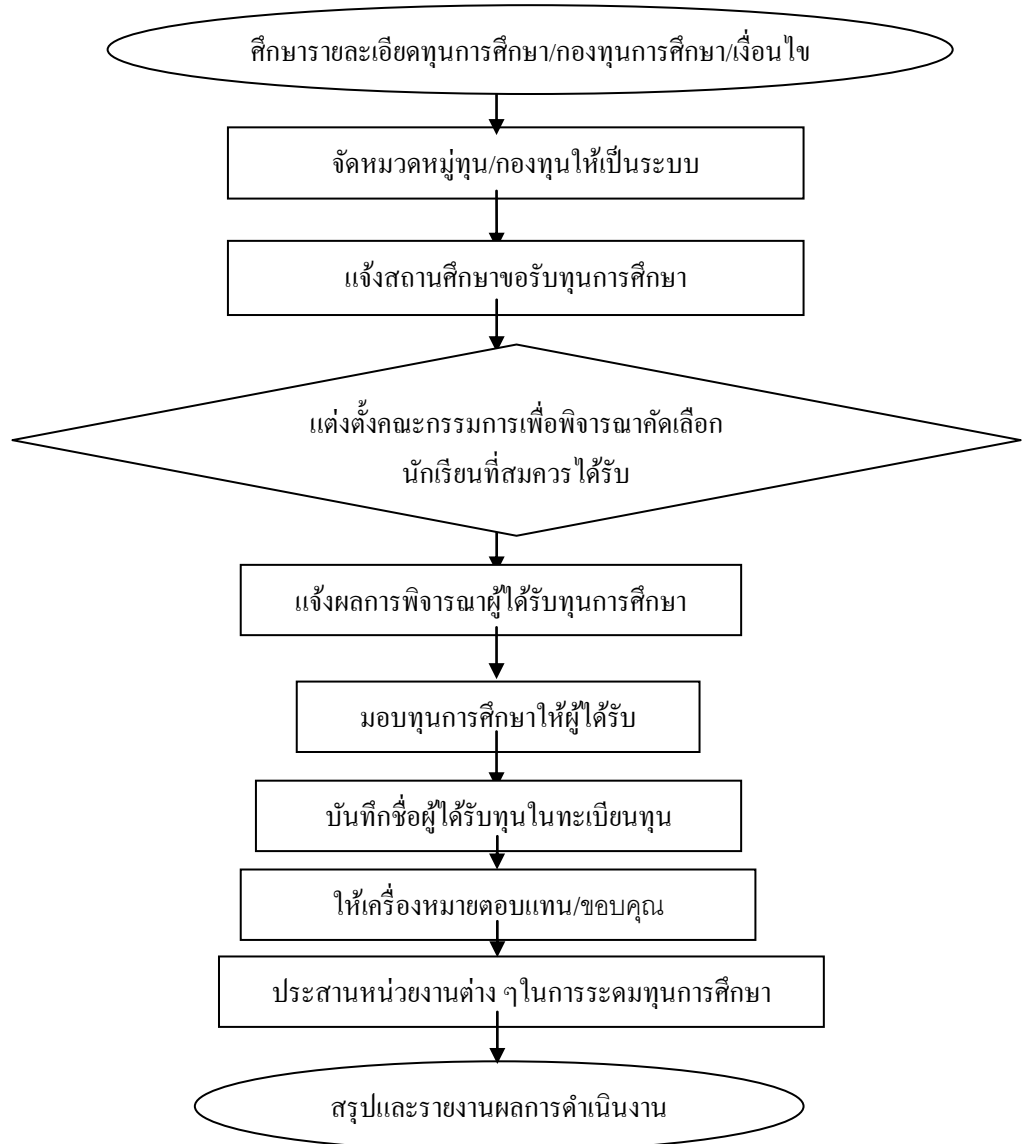 ศึกษารายละเอียดทุนการศึกษา/กองทุนการศึกษา/เงื่อนไข
จัดหมวดหมู่ทุน/กองทุนให้เป็นระบบ
แจ้งสถานศึกษาขอรับทุนการศึกษา
แต่งตั้งคณะกรรมการเพื่อพิจารณาคัดเลือก
นักเรียนที่สมควรได้รับ
แจ้งผลการพิจารณาผู้ได้รับทุนการศึกษา
มอบทุนการศึกษาให้ผู้ได้รับ
บันทึกชื่อผู้ได้รับทุนในทะเบียนทุน
ให้เครื่องหมายตอบแทน/ขอบคุณ
ประสานหน่วยงานต่าง ๆในการระดมทุนการศึกษา
สรุปและรายงานผลการดำเนินงาน